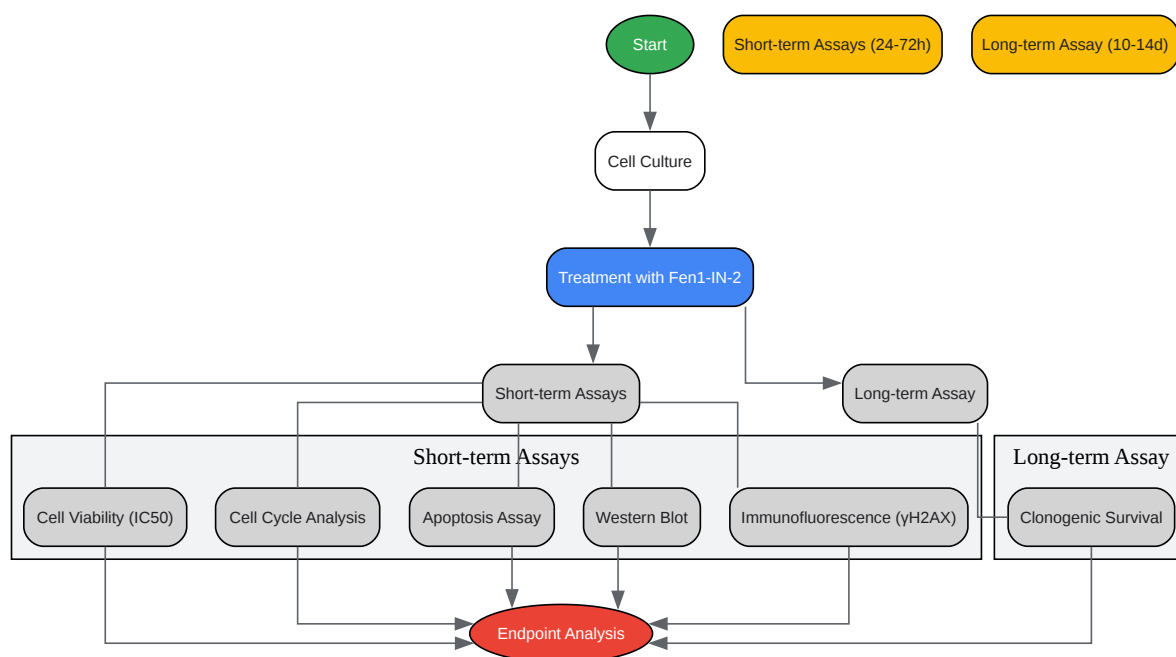 Start
Short-term Assays (24-72h)
Long-term Assay (10-14d)
Cell Culture
Treatment with Fen1-IN-2
Short-term Assays
Long-term Assay
Short-term Assays
Long-term Assay
Cell Viability (IC50)
Cell Cycle Analysis
Apoptosis Assay
Western Blot
Immunofluorescence (γH2AX)
Clonogenic Survival
Endpoint Analysis